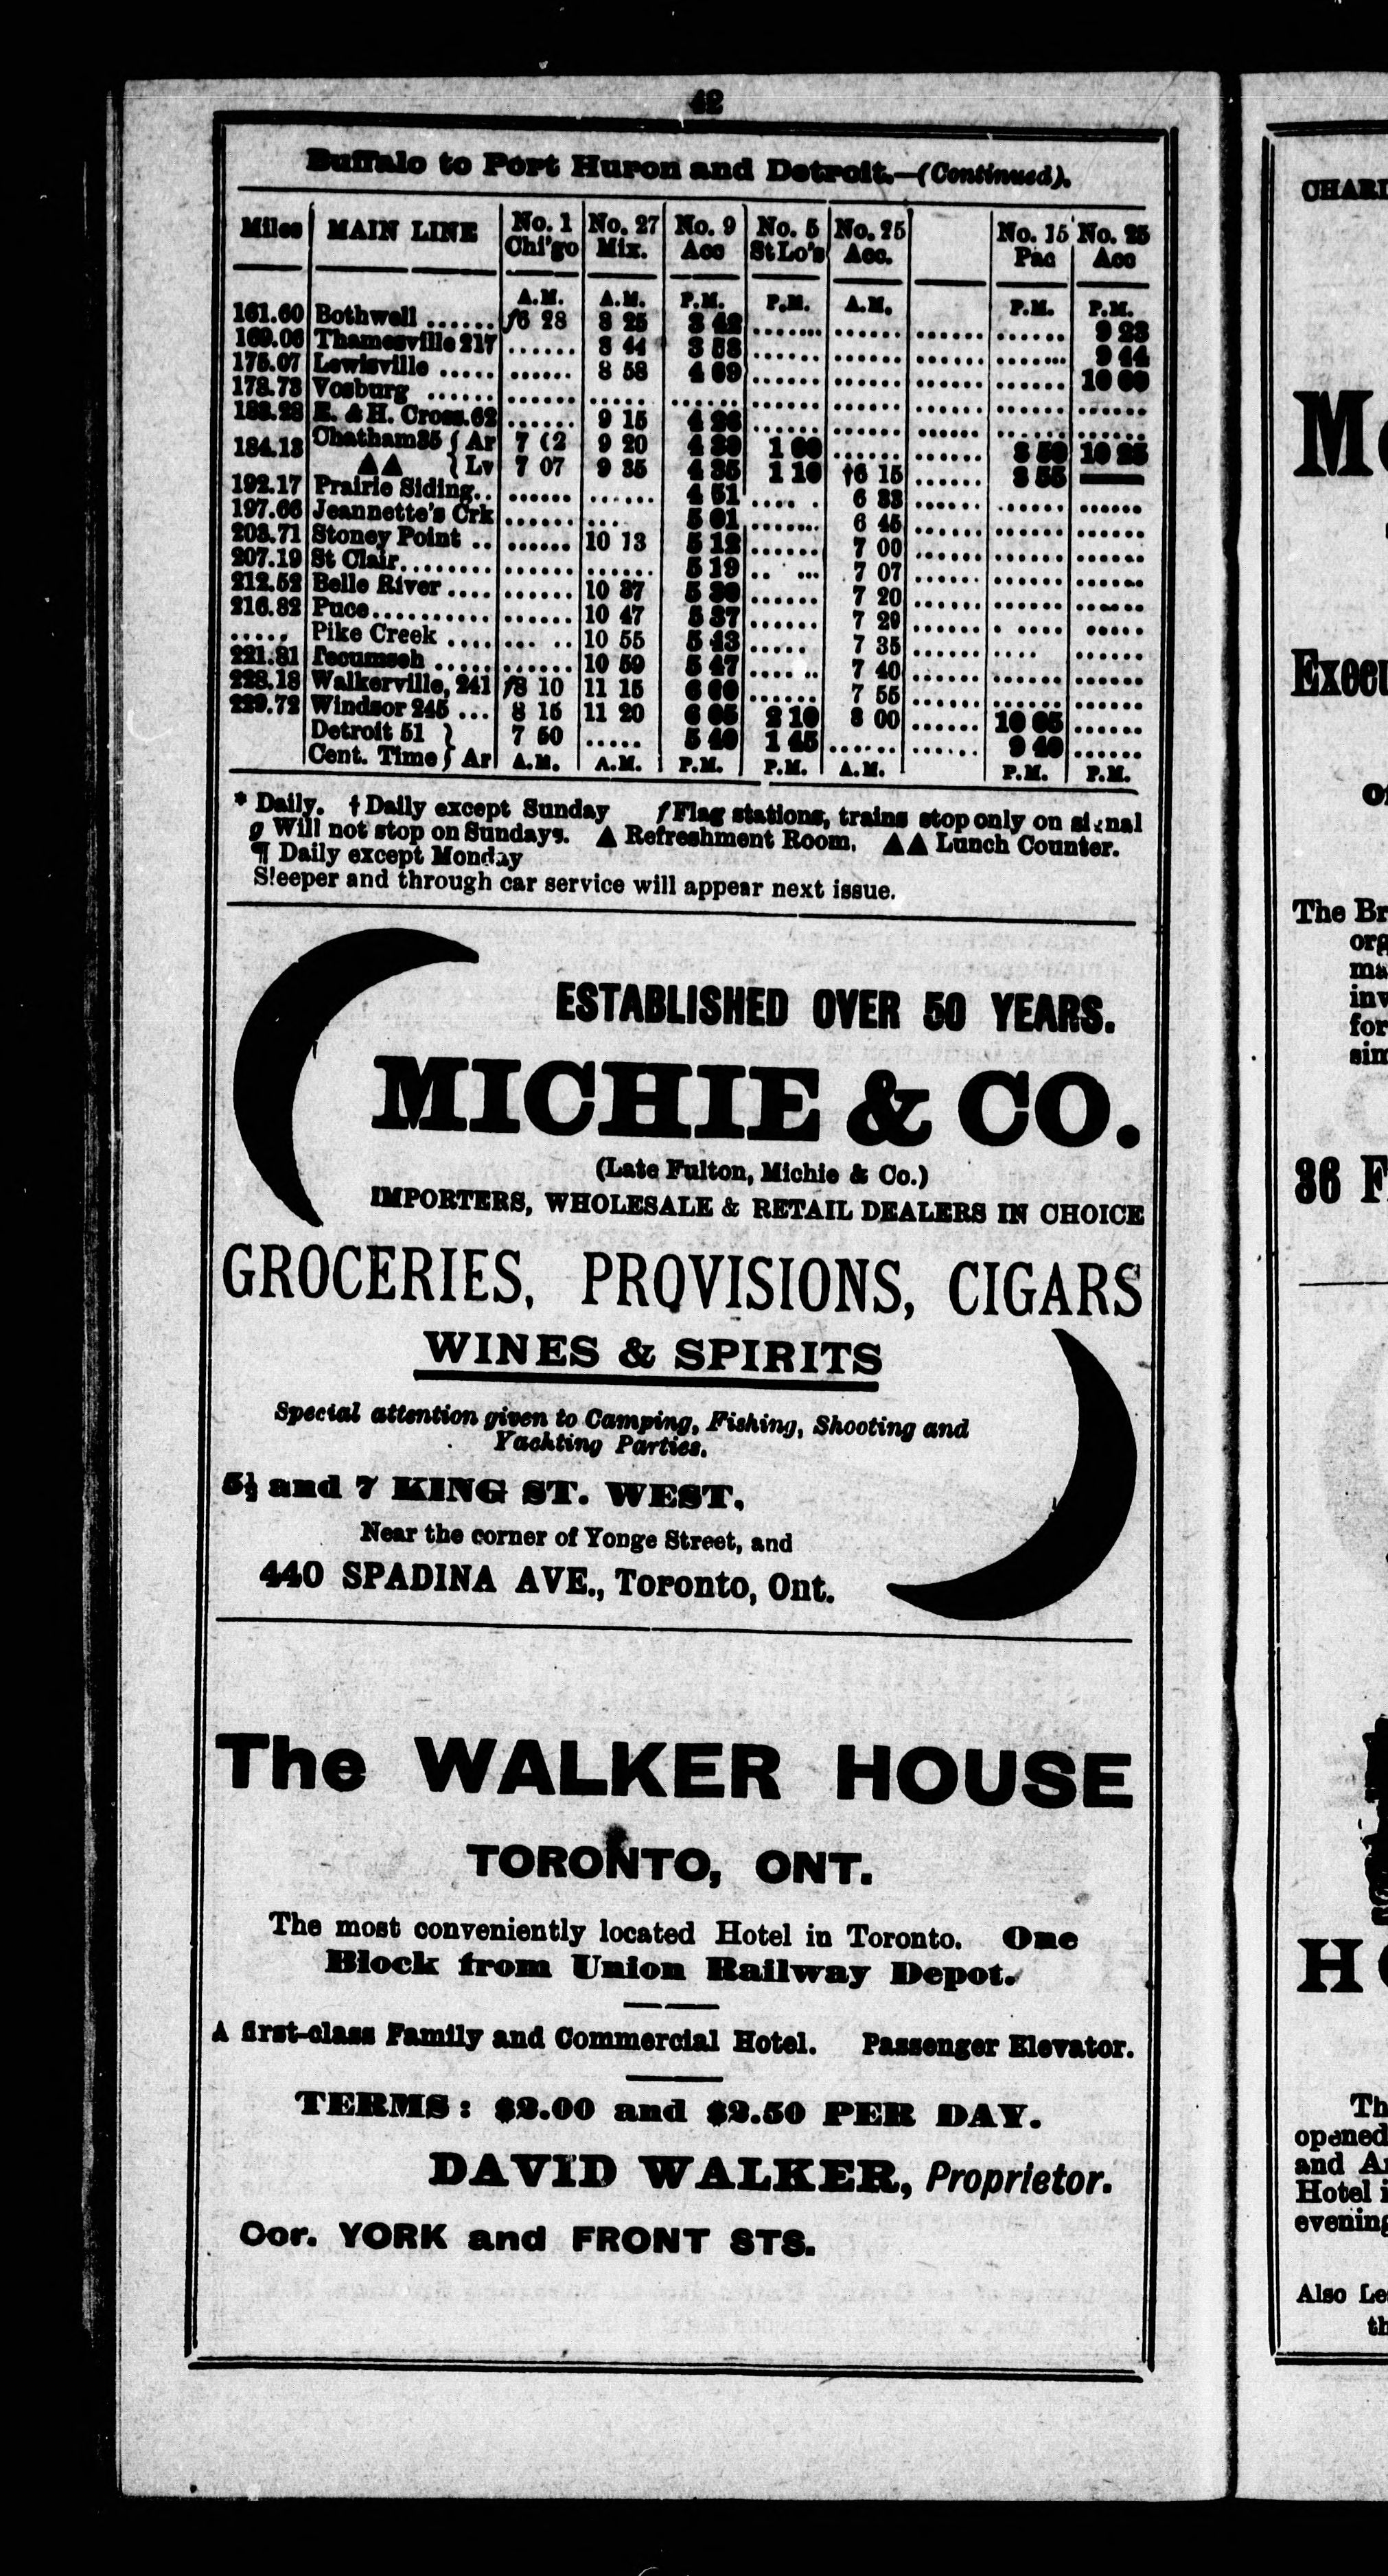 42
Buffalo to Port Huron and Detroit.—(Continued).
Miles MAIN LINE No. 1 Chi'go No. 27 Mix. No. 9 Acc No. 5 St Lo's No. 25 Acc. No. 15 Pac No. 25 Acc
A.M. A.M. P.M. P.M. A.M. P.M. P.M.
161.60 Bothwell ...... f6 28 8 25 3 42 ....... ...... ...... ...... 9 23
169.06 Thamesville 217 ...... 8 44 3 58 ...... ...... ...... ...... 9 44
175.07 Lewisville ..... ...... 8 58 4 09 ...... ...... ...... ...... 10 00
178.73 Vosburg ...... ...... ..... ...... ...... ...... ...... ...... ......
183.28 E. & H. Cross.62 ...... 9 15 4 26 ...... ...... ...... ...... ......
184.13 Chatham 35 { Ar 7 02 9 20 4 30 1 00 ...... ...... 8 50 10 25
▲▲ { Lv 7 07 9 35 4 35 1 10 †6 15 ...... 8 55
192.17 Prairie Siding.. ...... ...... 4 51 ..... 6 33 ...... ...... ......
197.66 Jeannette's Crk ...... .... 5 01 ...... 6 45 ...... ...... ......
203.71 Stoney Point .. ...... 10 13 5 12 ...... 7 00 ...... ...... ......
207.19 St Clair........ ...... ...... 5 19 ..... 7 07 ...... ...... ......
212.52 Belle River .... ...... 10 37 5 30 ...... 7 20 ...... ...... ......
216.82 Puce........... ...... 10 47 5 37 ...... 7 29 ...... ..... .....
..... Pike Creek .... ..... 10 55 5 43 ..... 7 35 ...... .... ......
221.81 Tecumseh ..... ...... 10 59 5 47 ..... 7 40 ...... ...... ......
228.18 Walkerville, 241 f8 10 11 15 6 00 ...... 7 55 ...... ...... ......
229.72 Windsor 245 ... 8 15 11 20 6 05 2 10 8 00 ...... 10 05 ......
Detroit 51 } 7 50 ..... 5 40 1 45 ...... ...... 9 40 ......
Cent. Time } Ar A.M. A.M. P.M. P.M. A.M. P.M. P.M.
* Daily. † Daily except Sunday f Flag stations, trains stop only on signal
g Will not stop on Sundays. ▲ Refreshment Room. ▲▲ Lunch Counter.
¶ Daily except Monday
Sleeper and through car service will appear next issue.
ESTABLISHED OVER 50 YEARS.
MICHIE & CO.
(Late Fulton, Michie & Co.)
IMPORTERS, WHOLESALE & RETAIL DEALERS IN CHOICE
GROCERIES, PROVISIONS, CIGARS
WINES & SPIRITS
Special attention given to Camping, Fishing, Shooting and
Yachting Parties.
5½ and 7 KING ST. WEST,
Near the corner of Yonge Street, and
440 SPADINA AVE., Toronto, Ont.
The WALKER HOUSE
TORONTO, ONT.
The most conveniently located Hotel in Toronto. One
Block from Union Railway Depot.
A first-class Family and Commercial Hotel. Passenger Elevator.
TERMS: $2.00 and $2.50 PER DAY.
DAVID WALKER, Proprietor.
Cor. YORK and FRONT STS.
The Br
for
36 F
Th
opened
and
Hotel i
evening
Also Le